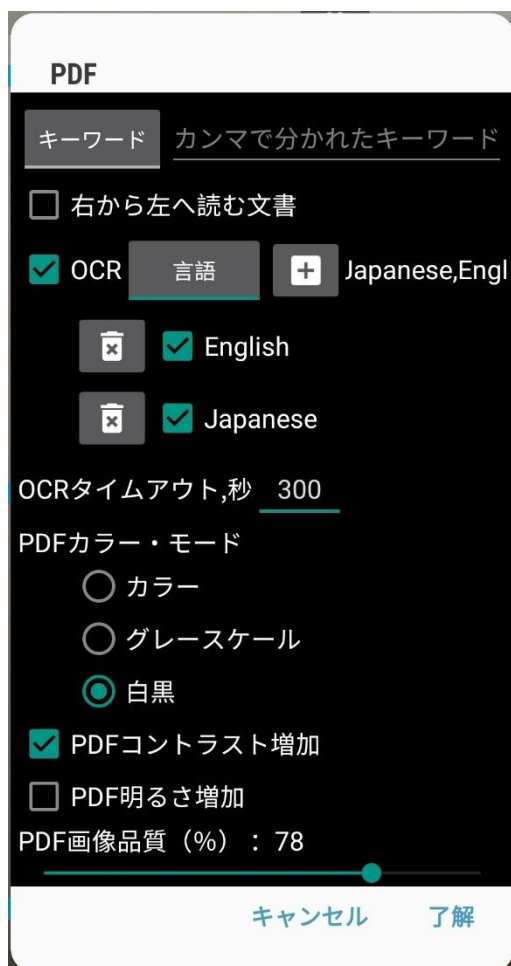 PDF
キーワード カンマで分かれたキーワード
右から左へ読む文書
OCR 言語 Japanese,Engl
English
Japanese
OCRタイムアウト,秒 300
PDFカラー・モード
カラー
グレースケール
白黒
PDFコントラスト増加
PDF明るさ増加
PDF画像品質（%）：78
キャンセル 了解